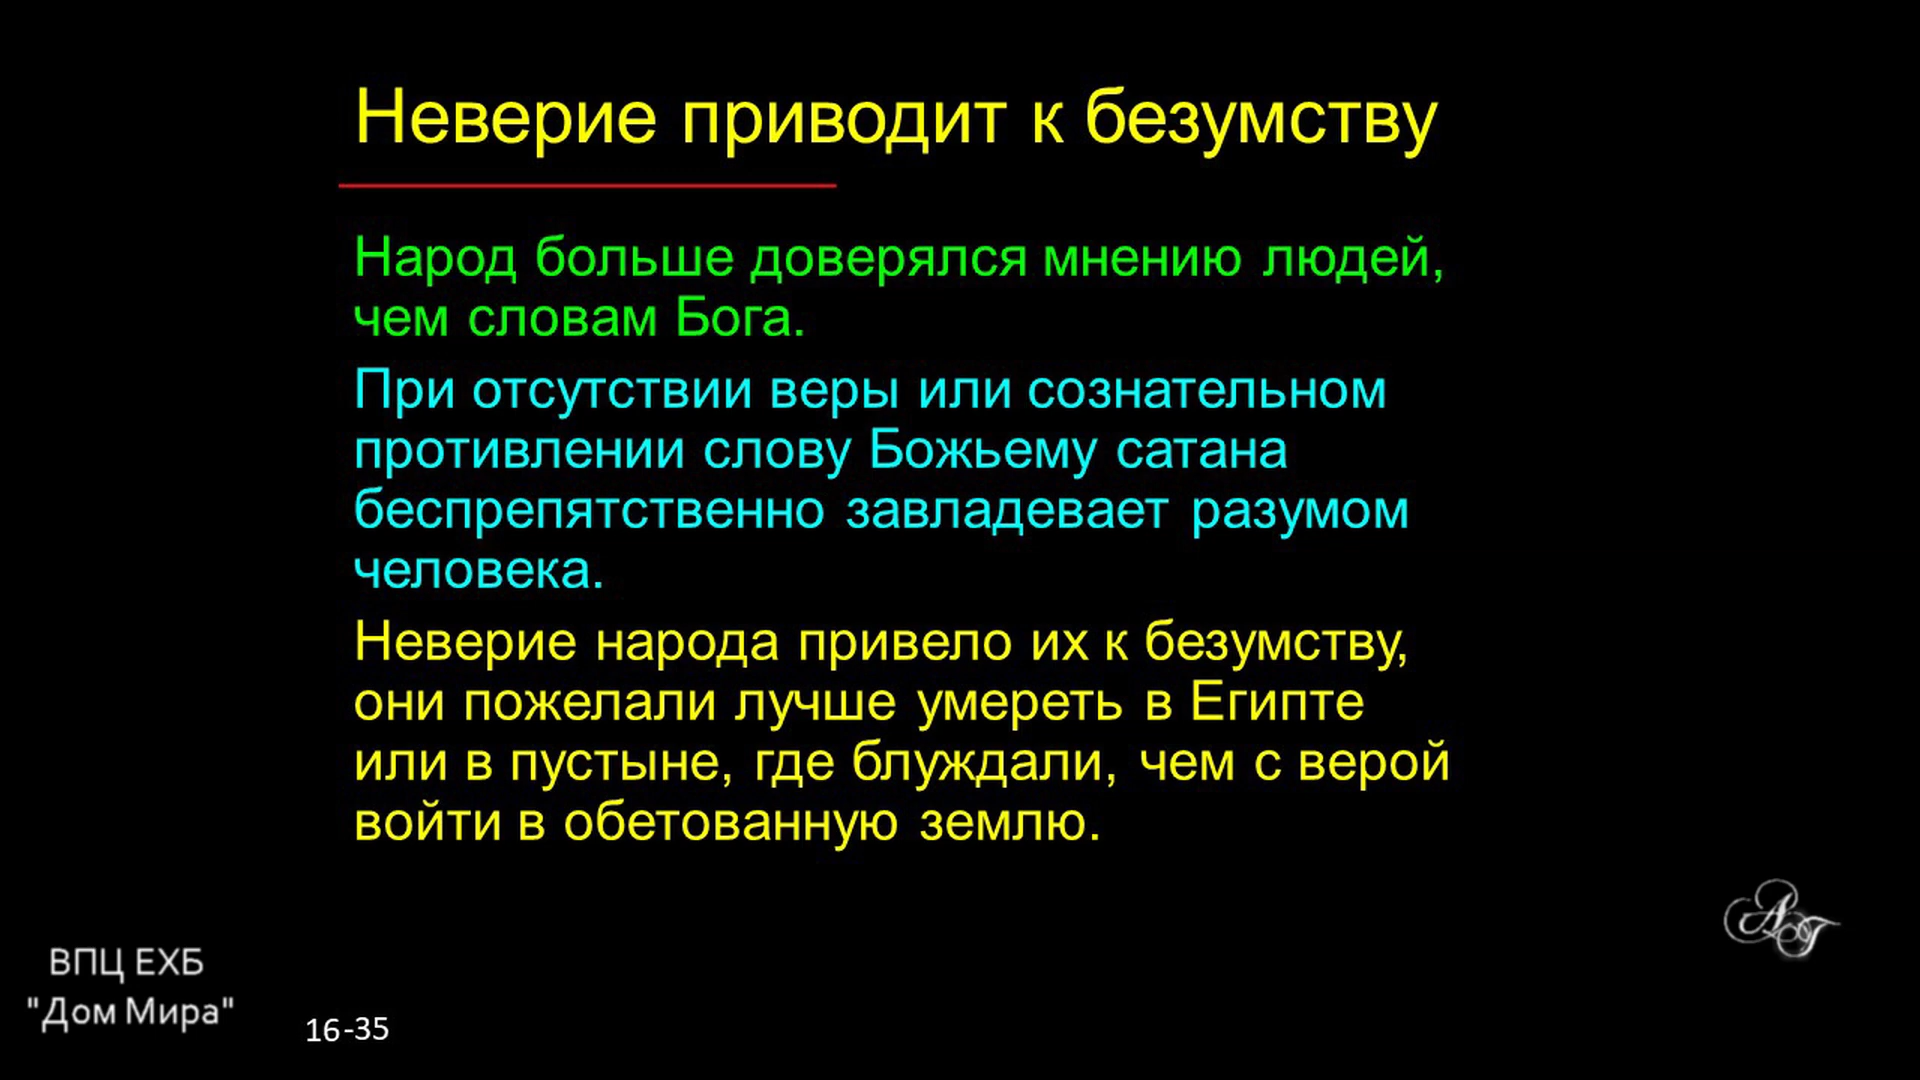 Неверие приводит к безумству
Народ больше доверялся мнению людей,
чем словам Бога.
При отсутствии веры или сознательном
противлении слову Божьему сатана
беспрепятственно завладевает разумом
человека.
Неверие народа привело их к безумству,
они пожелали лучше умереть в Египте
или в пустыне, где блуждали, чем с верой
войти в обетованную землю.
АГ
ВПЦ ЕХБ
"Дом Мира"
16-35